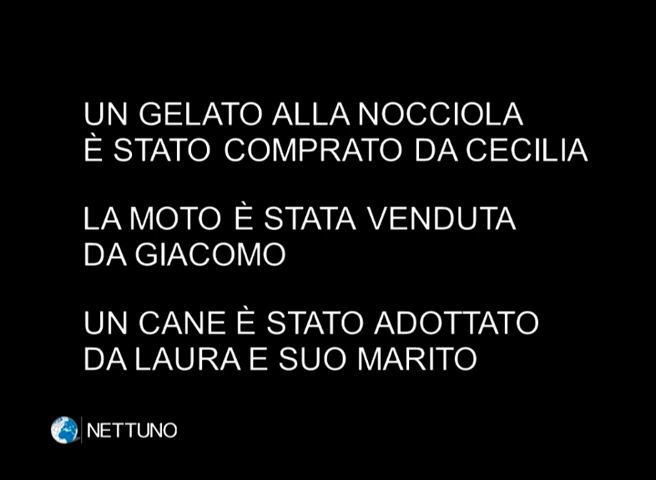 UN GELATO ALLA NOCCIOLA
È STATO COMPRATO DA CECILIA
LA MOTO È STATA VENDUTA
DA GIACOMO
UN CANE È STATO ADOTTATO
DA LAURA E SUO MARITO
NETTUNO